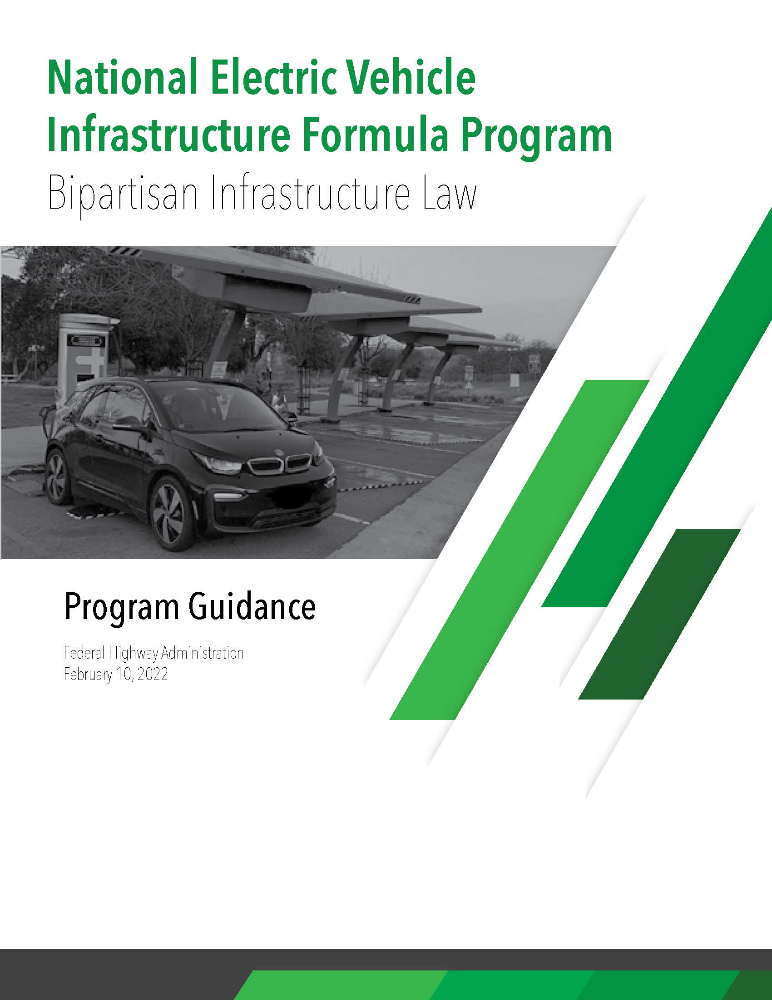 National Electric Vehicle
Infrastructure Formula Program
Bipartisan Infrastructure Law
Program Guidance
Federal Highway Administration
February 10, 2022